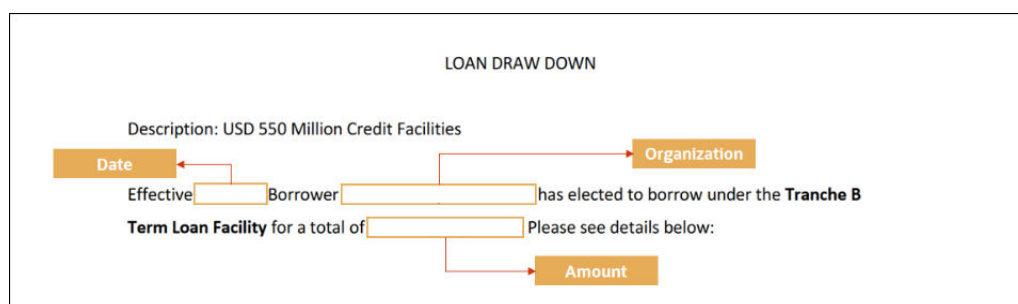 LOAN DRAW DOWN
Description: USD 550 Million Credit Facilities
Organization
Date
Effective Borrower has elected to borrow under the Tranche B
Term Loan Facility for a total of Please see details below:
Amount